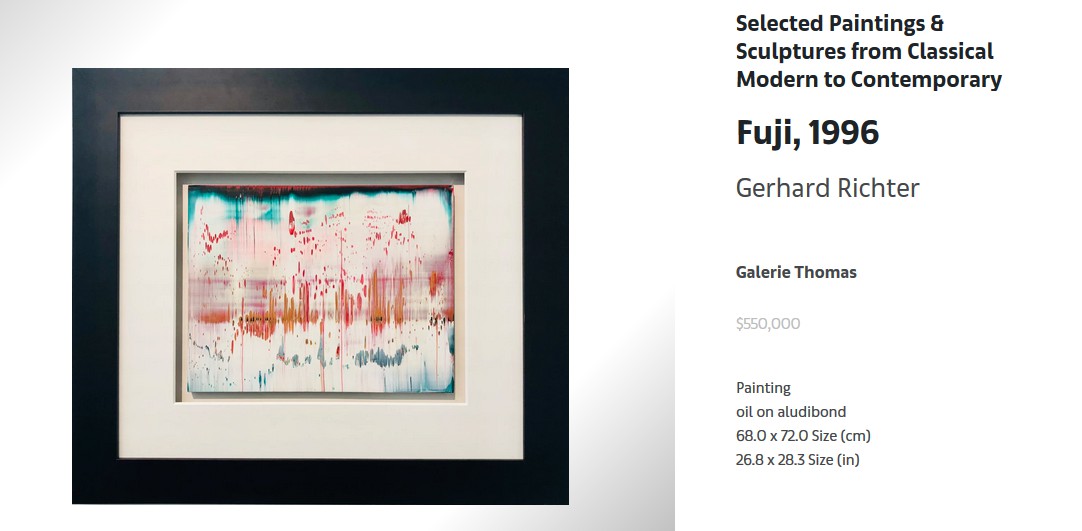 Selected Paintings &
Sculptures from Classical
Modern to Contemporary
Fuji, 1996
Gerhard Richter
Galerie Thomas
$550,000
Painting
oil on aludibond
68.0 x 72.0 Size (cm)
26.8 x 28.3 Size (in)